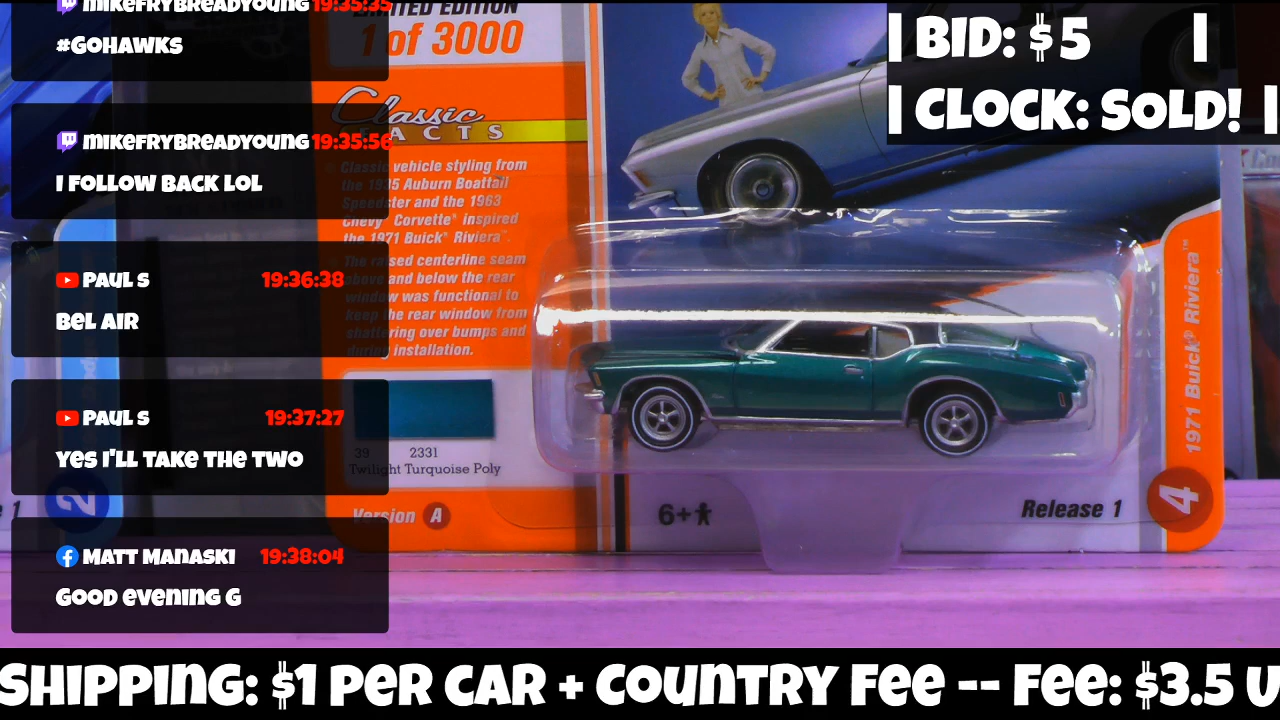 mikefrybreadyoung 19:35:35
#GOHAWKS
mikefrybreadyoung 19:35:56
I FOLLOW BACK LOL
PAUL S 19:36:38
Bel Air
PAUL S 19:37:27
Yes I'll take the two
Matt Manaski 19:38:04
Good evening G
LIMITED EDITION
1 of 3000
Classic
FACTS
Classic vehicle styling from
the 1935 Auburn Boattail
Speedster and the 1963
Chevy® Corvette® inspired
the 1971 Buick® Riviera™.
The raised centerline seam
above and below the rear
window was functional to
keep the rear window from
shattering over bumps and
during installation.
39 2331
Twilight Turquoise Poly
Version A
| BID: $5 |
| CLOCK: SOLD! |
1971 Buick® Riviera™
6+
Release 1
4
2
1
Shipping: $1 per car + Country Fee -- Fee: $3.5 U